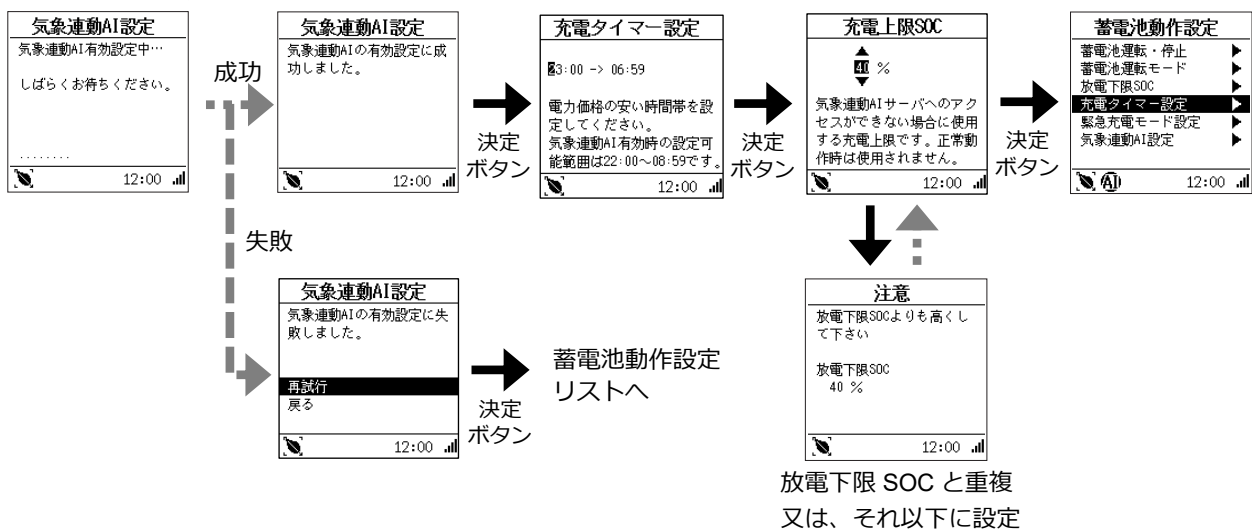 気象連動AI設定
気象連動AI有効設定中…
しばらくお待ちください。
........
12:00
成功
気象連動AI設定
気象連動AIの有効設定に成
功しました。
12:00
決定
ボタン
充電タイマー設定
23:00 -> 06:59
電力価格の安い時間帯を設
定してください。
気象連動AI有効時の設定可
能範囲は22:00～08:59です。
12:00
決定
ボタン
充電上限SOC
40 %
気象連動AIサーバへのアク
セスができない場合に使用
する充電上限です。正常動
作時は使用されません。
12:00
決定
ボタン
蓄電池動作設定
蓄電池運転・停止
蓄電池運転モード
放電下限SOC
充電タイマー設定
緊急充電モード設定
気象連動AI設定
AI 12:00
失敗
気象連動AI設定
気象連動AIの有効設定に失
敗しました。
再試行
戻る
12:00
決定
ボタン
蓄電池動作設定
リストへ
注意
放電下限SOCよりも高くし
て下さい
放電下限SOC
40 %
12:00
放電下限 SOC と重複
又は、それ以下に設定